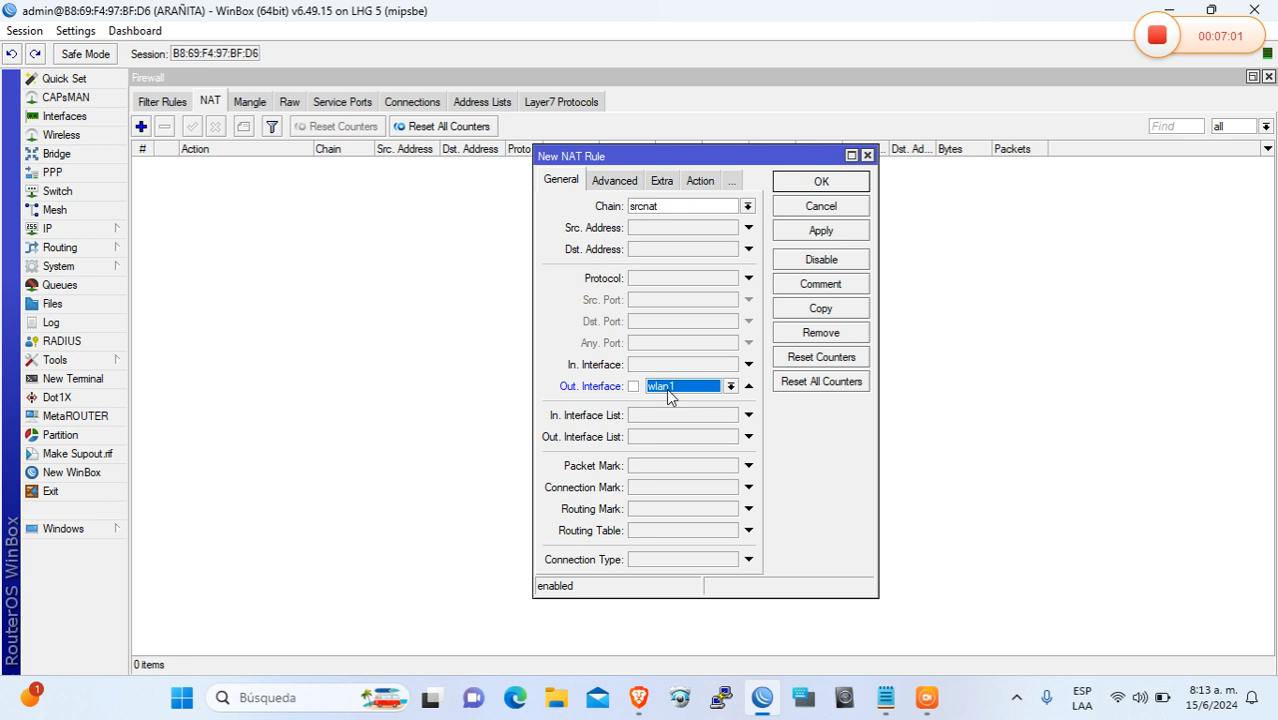 admin@B8:69:F4:97:BF:D6 (ARAÑITA) - WinBox (64bit) v6.49.15 on LHG 5 (mipsbe)
Session Settings Dashboard
00:07:01
Safe Mode Session: B8:69:F4:97:BF:D6
Quick Set
CAPsMAN
Interfaces
Wireless
Bridge
PPP
Switch
Mesh
IP
Routing
System
Queues
Files
Log
RADIUS
Tools
New Terminal
Dot1X
MetaROUTER
Partition
Make Supout.rif
New WinBox
Exit
Windows
RouterOS WinBox
Firewall
Filter Rules NAT Mangle Raw Service Ports Connections Address Lists Layer7 Protocols
Reset Counters Reset All Counters Find all
# Action Chain Src. Address Dst. Address Proto Dst. Ad... Bytes Packets
New NAT Rule
General Advanced Extra Action ...
Chain: srcnat
Src. Address:
Dst. Address:
Protocol:
Src. Port:
Dst. Port:
Any. Port:
In. Interface:
Out. Interface: wlan1
In. Interface List:
Out. Interface List:
Packet Mark:
Connection Mark:
Routing Mark:
Routing Table:
Connection Type:
enabled
OK
Cancel
Apply
Disable
Comment
Copy
Remove
Reset Counters
Reset All Counters
0 items
1
Búsqueda
ESP
LAA
8:13 a. m.
15/6/2024